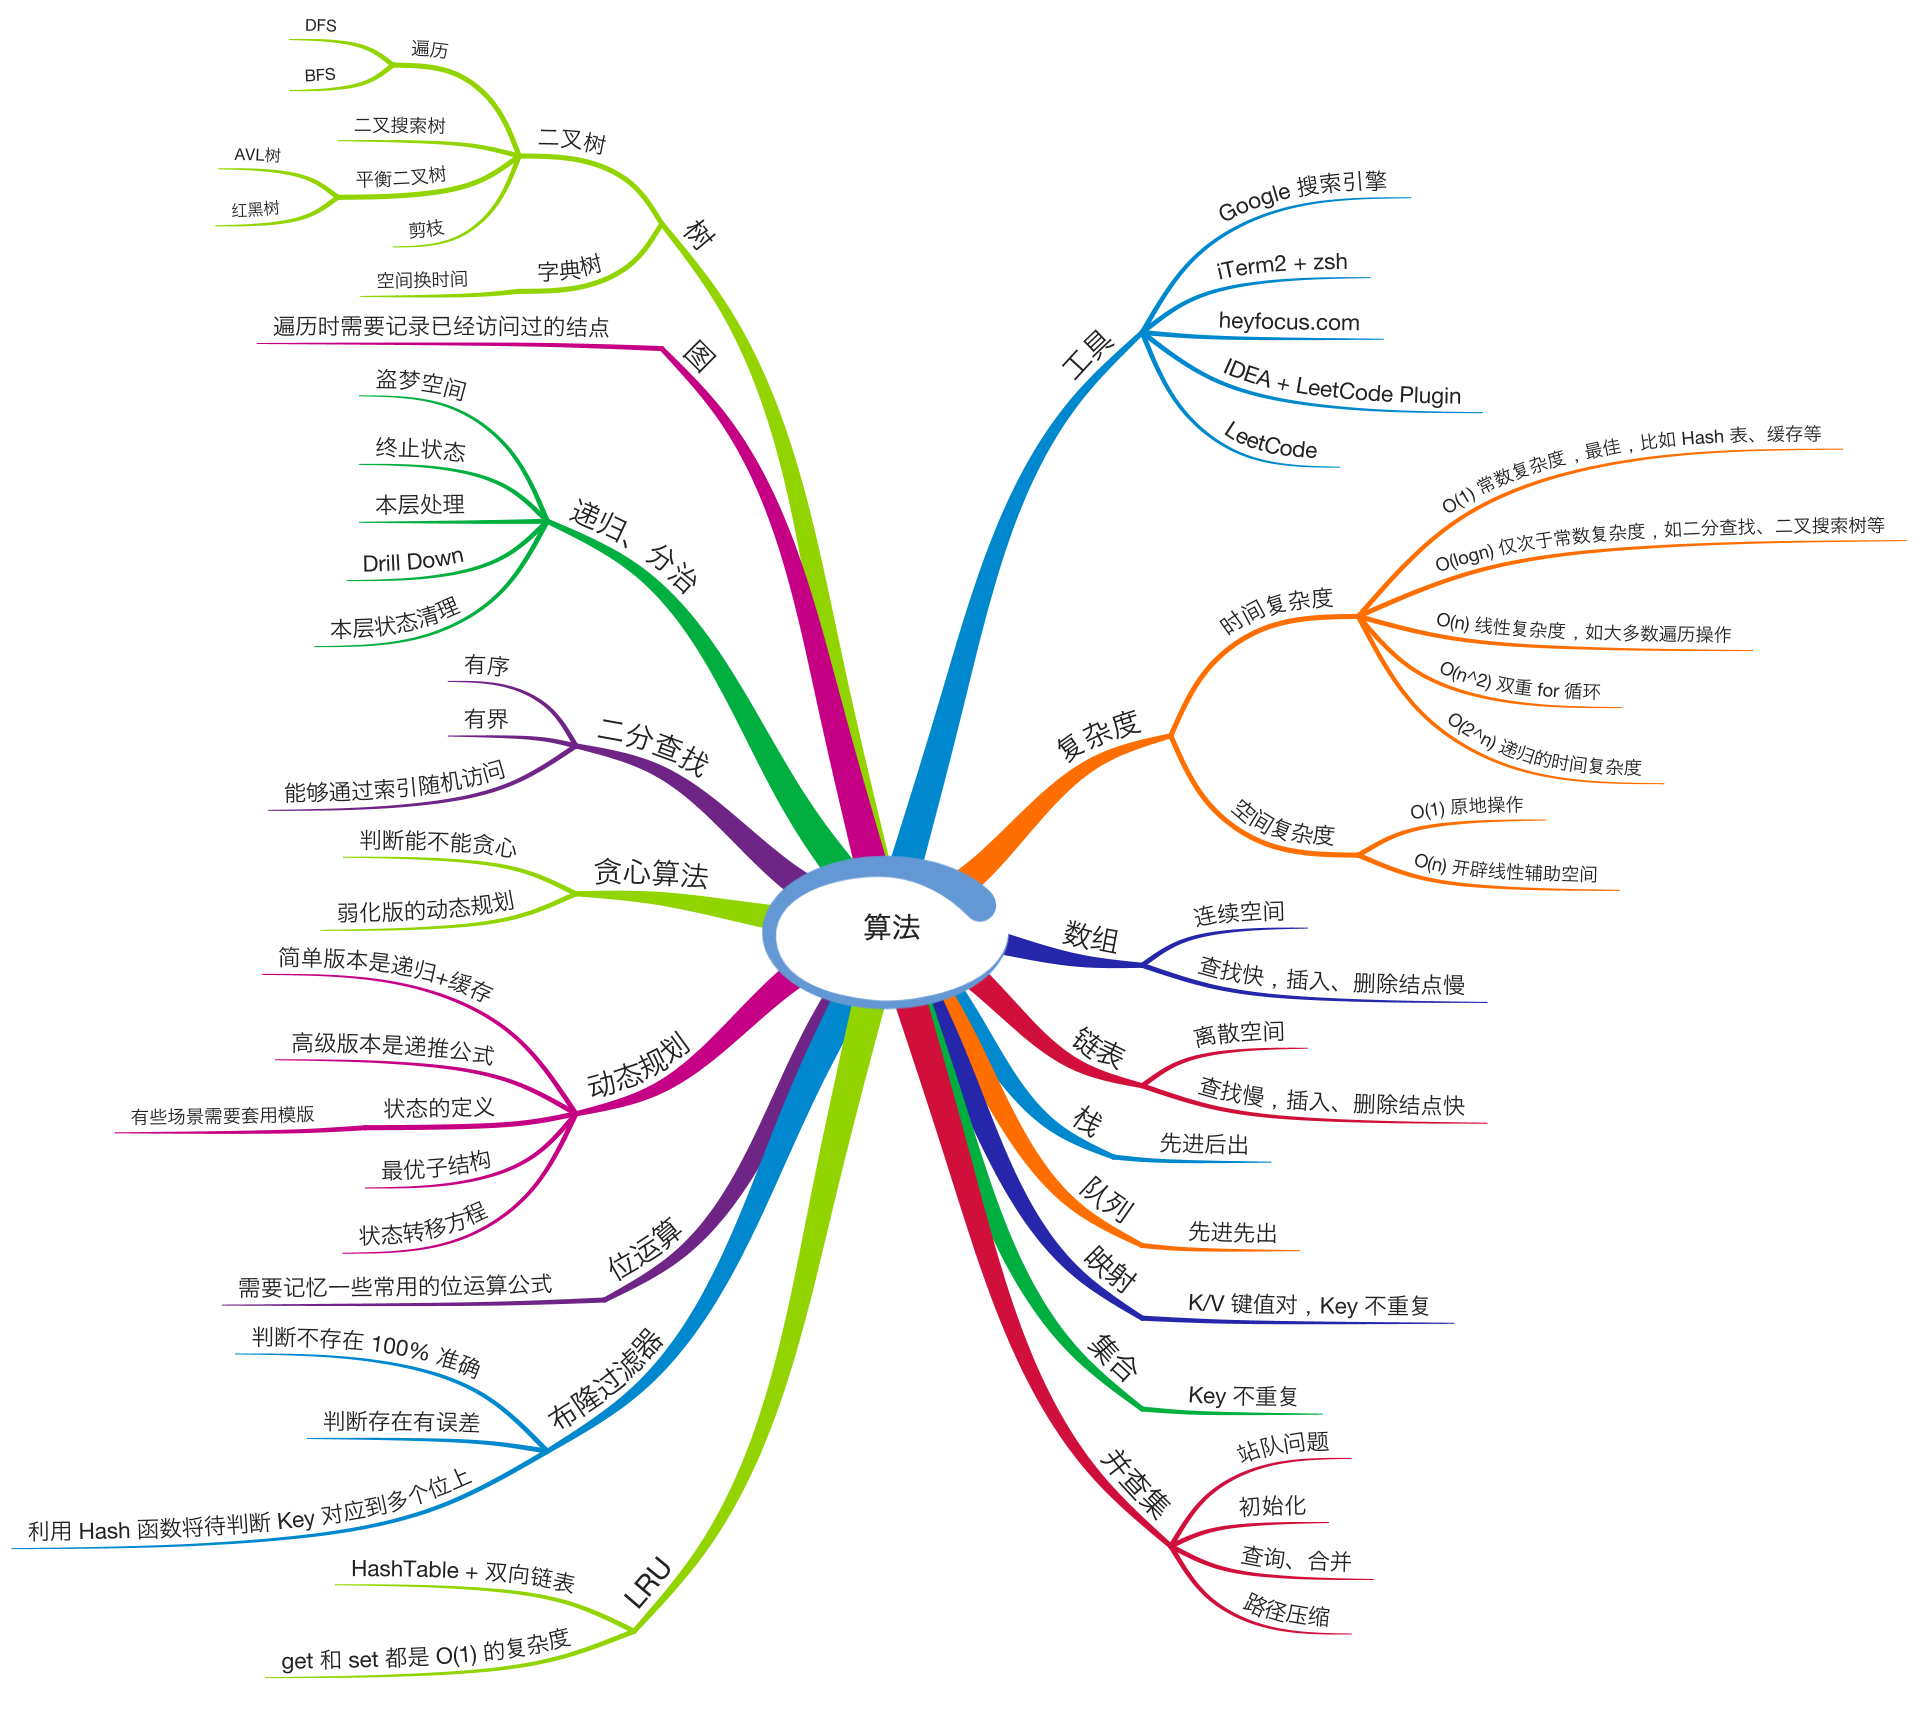 算法
工具
Google 搜索引擎
iTerm2 + zsh
heyfocus.com
IDEA + LeetCode Plugin
LeetCode
复杂度
时间复杂度
O(1) 常数复杂度，最佳，比如 Hash 表、缓存等
O(logn) 仅次于常数复杂度，如二分查找、二叉搜索树等
O(n) 线性复杂度，如大多数遍历操作
O(n^2) 双重 for 循环
O(2^n) 递归的时间复杂度
空间复杂度
O(1) 原地操作
O(n) 开辟线性辅助空间
数组
连续空间
查找快，插入、删除结点慢
链表
离散空间
查找慢，插入、删除结点快
栈
先进后出
队列
先进先出
映射
K/V 键值对，Key 不重复
集合
Key 不重复
并查集
站队问题
初始化
查询、合并
路径压缩
树
二叉树
遍历
DFS
BFS
二叉搜索树
平衡二叉树
AVL树
红黑树
剪枝
字典树
空间换时间
图
遍历时需要记录已经访问过的结点
递归、分治
盗梦空间
终止状态
本层处理
Drill Down
本层状态清理
二分查找
有序
有界
能够通过索引随机访问
贪心算法
判断能不能贪心
弱化版的动态规划
动态规划
简单版本是递归+缓存
高级版本是递推公式
状态的定义
有些场景需要套用模版
最优子结构
状态转移方程
位运算
需要记忆一些常用的位运算公式
布隆过滤器
判断不存在 100% 准确
判断存在有误差
利用 Hash 函数将待判断 Key 对应到多个位上
LRU
HashTable + 双向链表
get 和 set 都是 O(1) 的复杂度